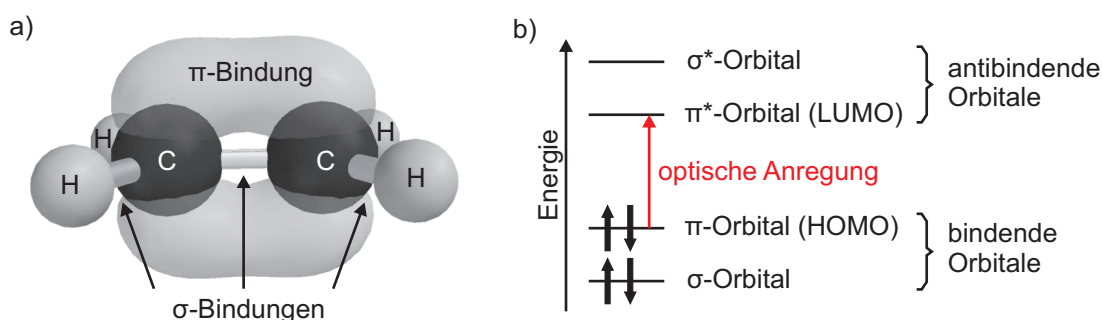 a)
π-Bindung
H
H
C
C
H
H
σ-Bindungen
b)
Energie
σ*-Orbital
π*-Orbital (LUMO)
antibindende
Orbitale
optische Anregung
π-Orbital (HOMO)
σ-Orbital
bindende
Orbitale